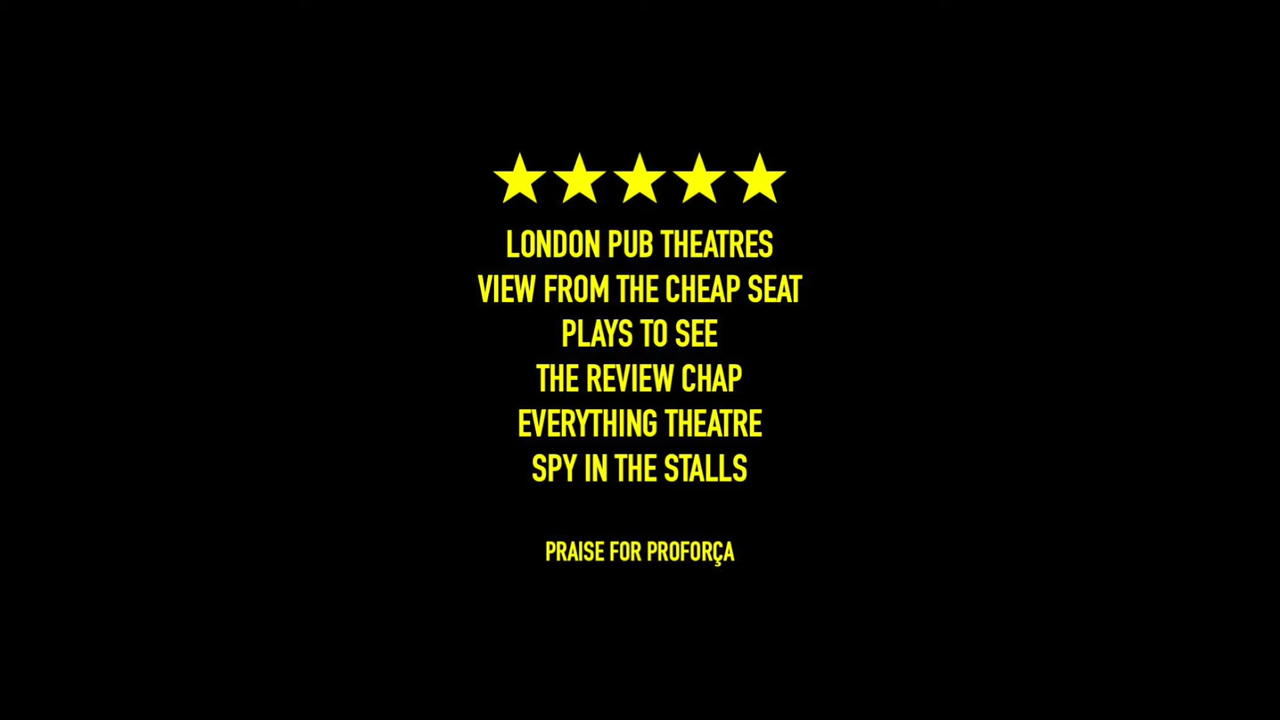 ★★★★★
LONDON PUB THEATRES
VIEW FROM THE CHEAP SEAT
PLAYS TO SEE
THE REVIEW CHAP
EVERYTHING THEATRE
SPY IN THE STALLS
PRAISE FOR PROFORÇA